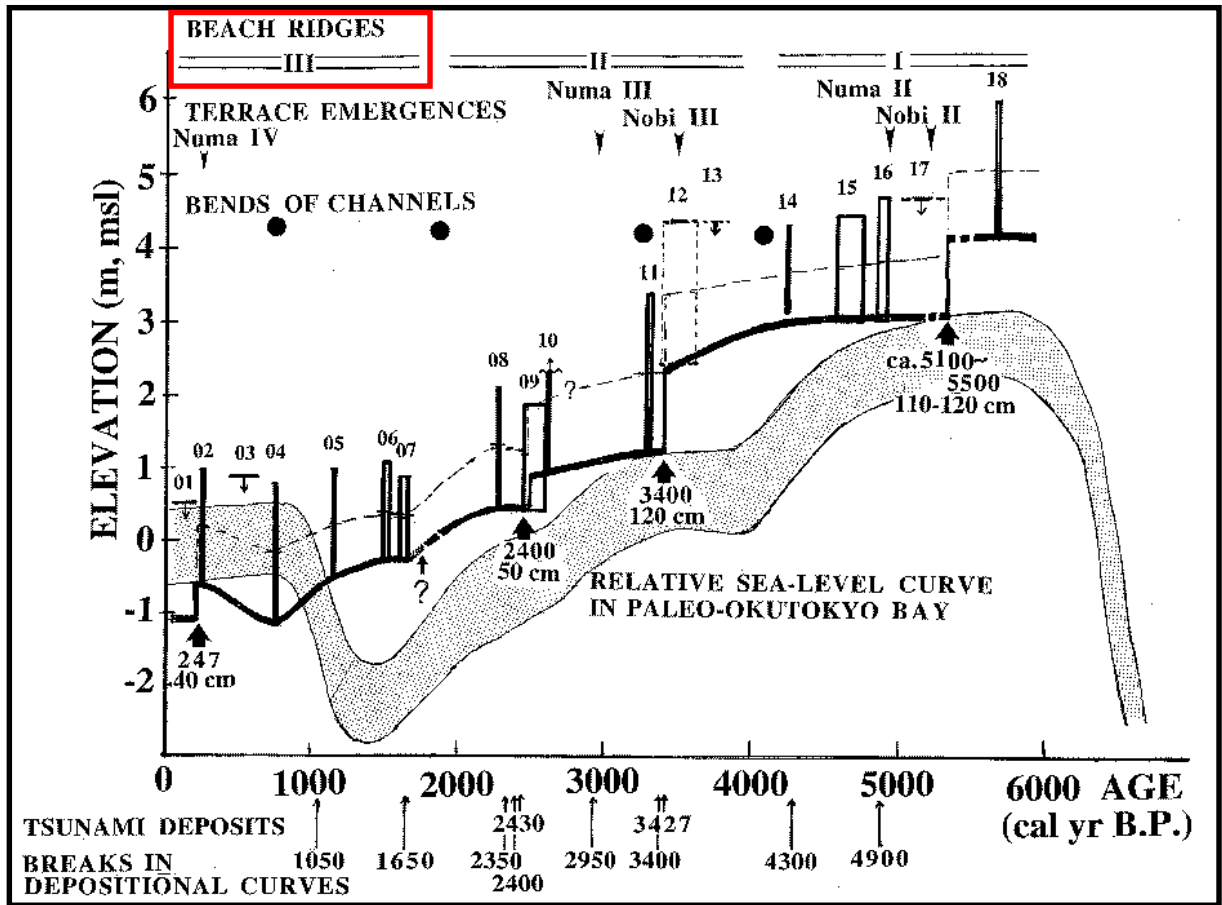 BEACH RIDGES
III II I
Numa III Numa II 18
TERRACE EMERGENCES Nobi III Nobi II
Numa IV
13 17
12 16
15
14
BENDS OF CHANNELS
11
10
08
09 ?
06
02 03 04 05 07
01
6
5
4
3
2
1
0
-1
-2
ELEVATION (m, msl)
ca. 5100~
5500
110-120 cm
3400
120 cm
2400
50 cm
?
247
40 cm
RELATIVE SEA-LEVEL CURVE
IN PALEO-OKUTOKYO BAY
0 1000 2000 3000 4000 5000 6000 AGE
(cal yr B.P.)
TSUNAMI DEPOSITS 2430 3427
BREAKS IN 1050 1650 2350 2950 3400 4300 4900
DEPOSITIONAL CURVES 2400